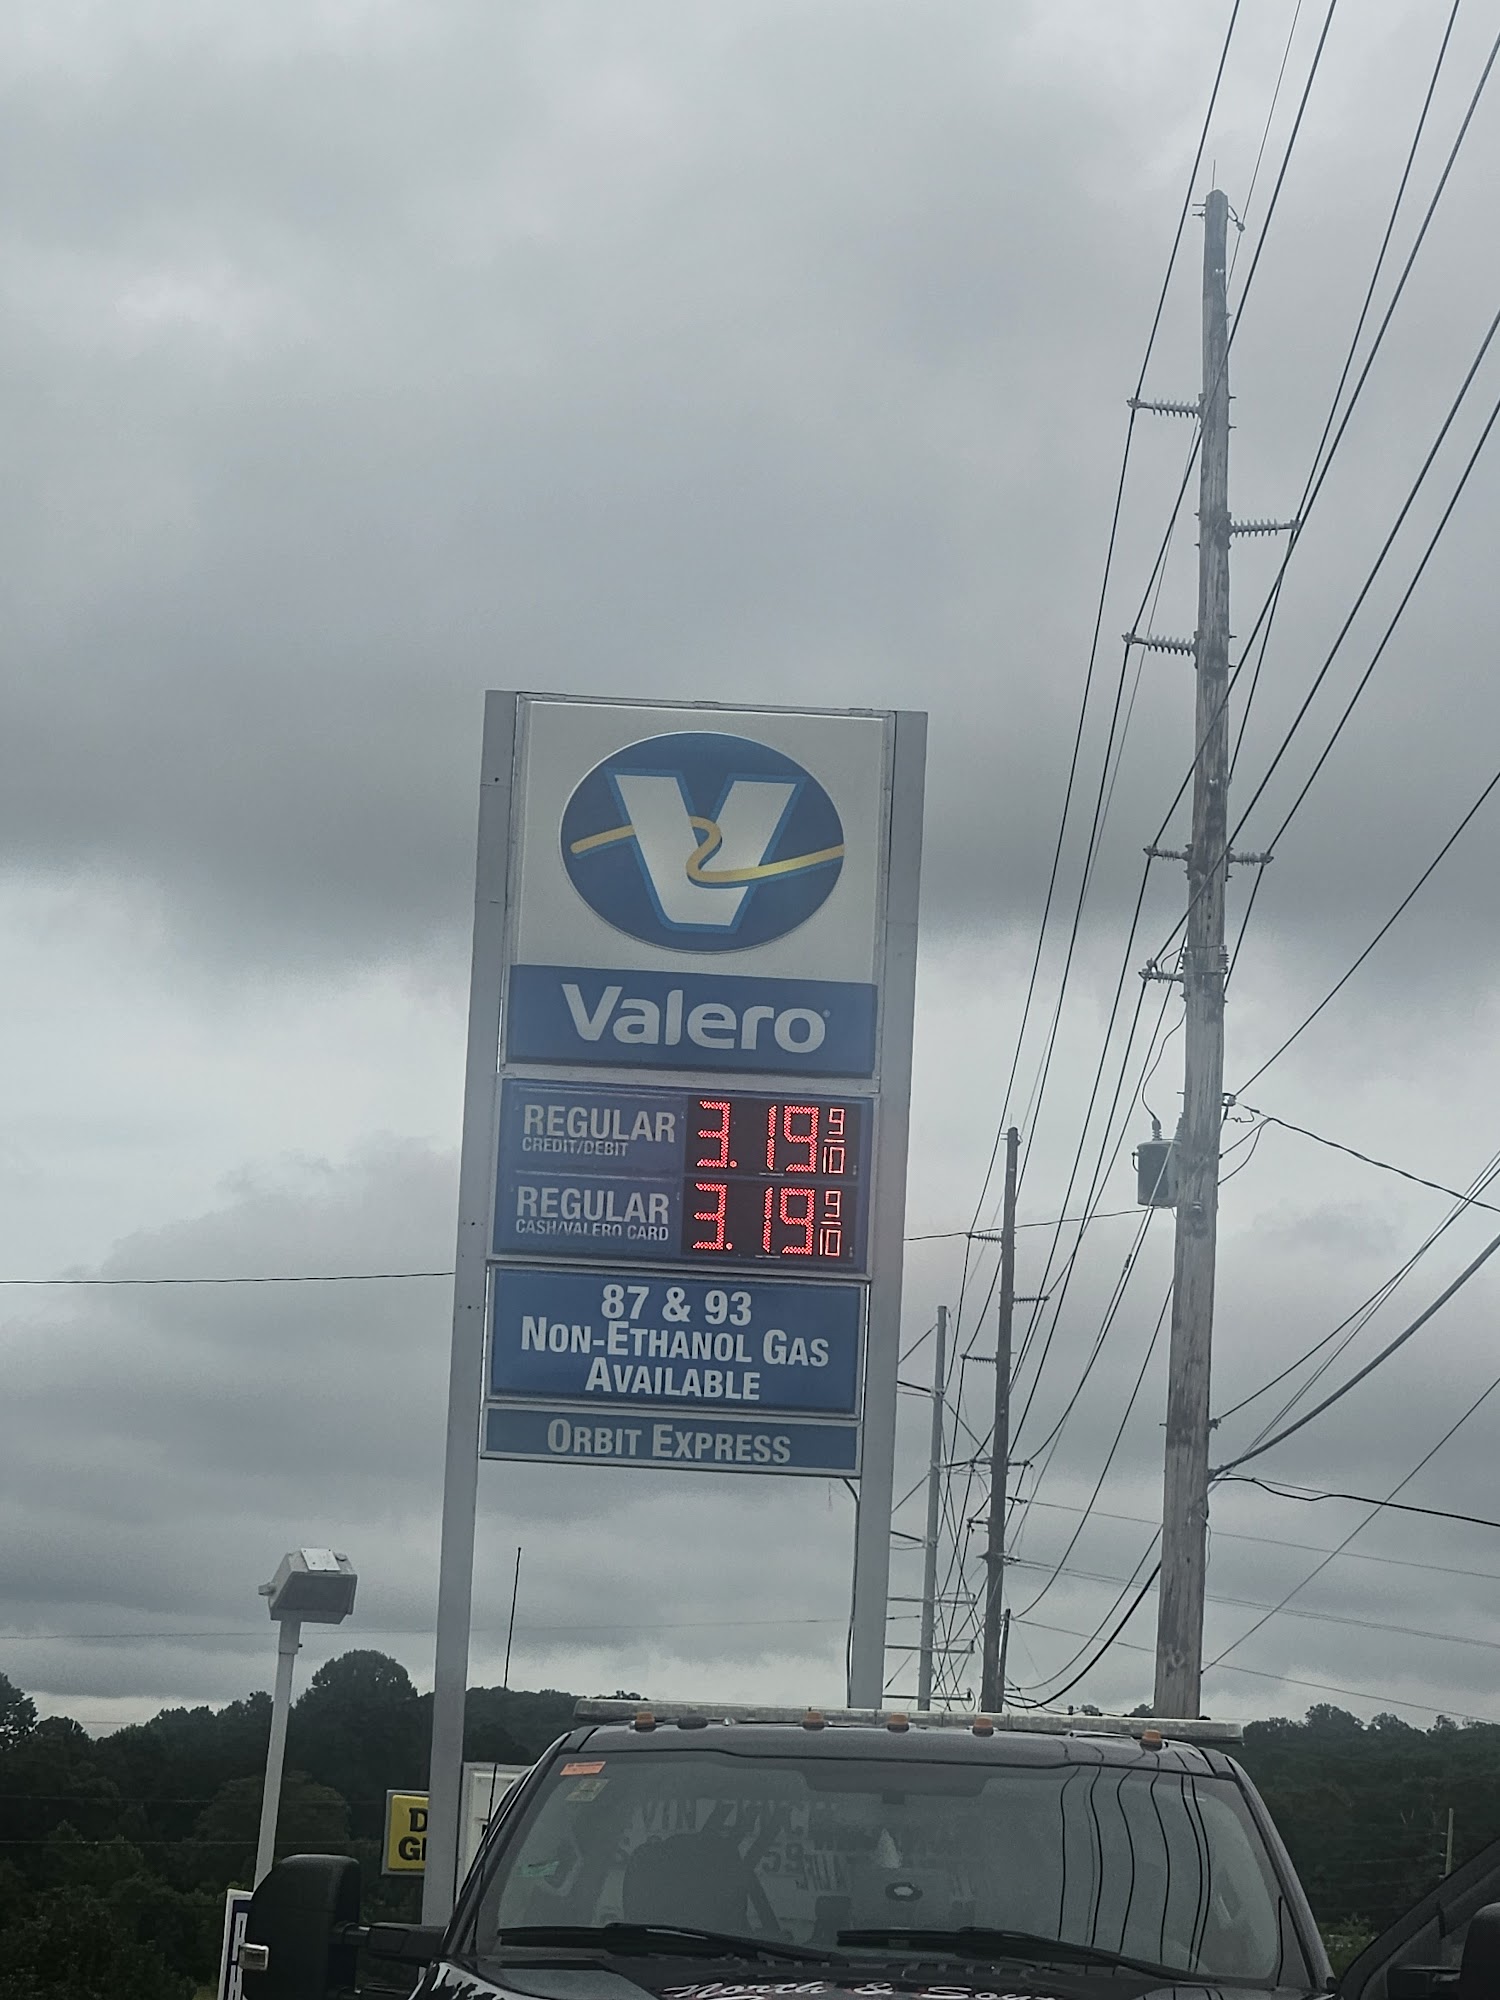 V
Valero
REGULAR 3.19 9/10
CREDIT/DEBIT
REGULAR 3.19 9/10
CASH/VALERO CARD
87 & 93
NON-ETHANOL GAS
AVAILABLE
ORBIT EXPRESS
D
G
North &